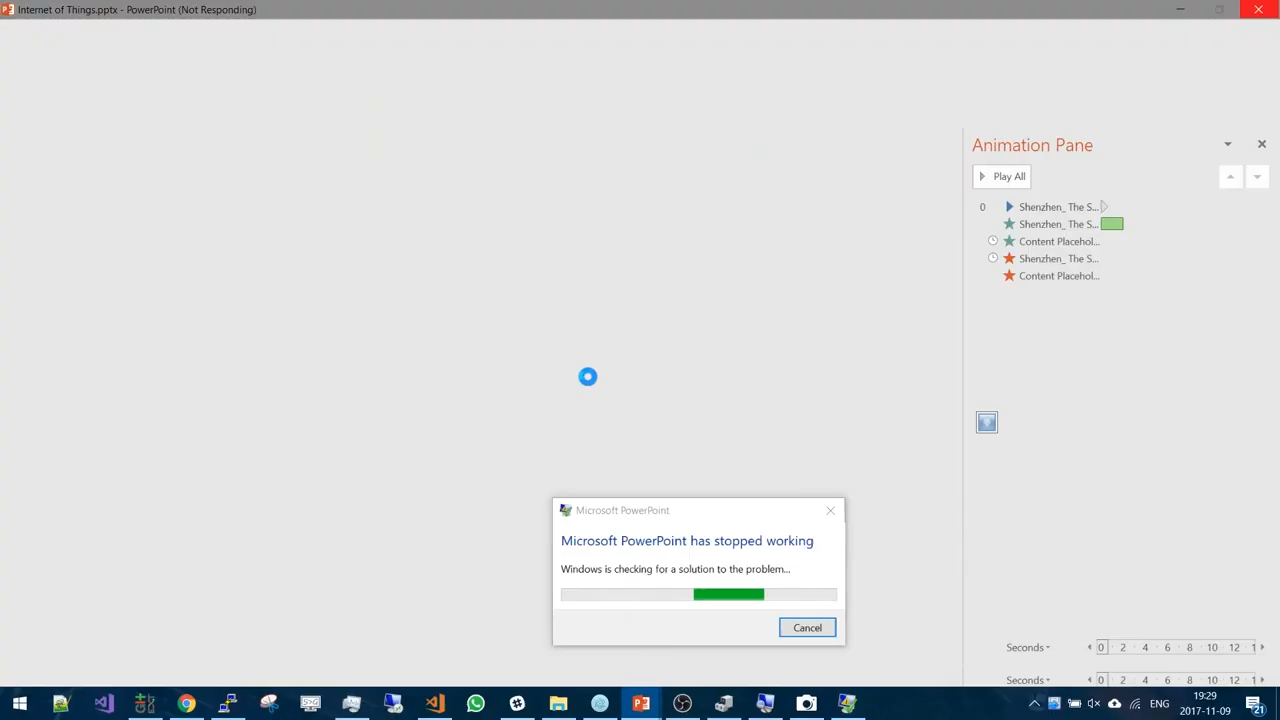 Internet of Things.pptx - PowerPoint (Not Responding)
Animation Pane
Play All
0 Shenzhen_ The S...
Shenzhen_ The S...
Content Placehol...
Shenzhen_ The S...
Content Placehol...
Microsoft PowerPoint
Microsoft PowerPoint has stopped working
Windows is checking for a solution to the problem...
Cancel
Seconds 0 2 4 6 8 10 12 1
0 2 4 6 8 10 12 1
ENG
19:29
2017-11-09
21